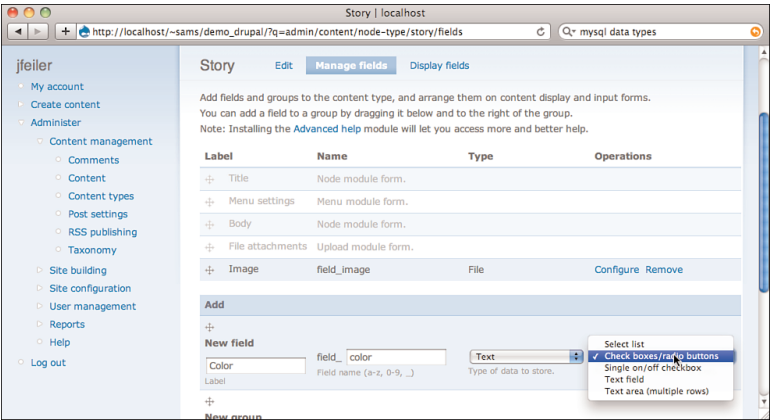 Story | localhost
http://localhost/~sams/demo_drupal/?q=admin/content/node-type/story/fields
mysql data types
jfeiler
My account
Create content
Administer
Content management
Comments
Content
Content types
Post settings
RSS publishing
Taxonomy
Site building
Site configuration
User management
Reports
Help
Log out
Story Edit Manage fields Display fields
Add fields and groups to the content type, and arrange them on content display and input forms.
You can add a field to a group by dragging it below and to the right of the group.
Note: Installing the Advanced help module will let you access more and better help.
Label Name Type Operations
Title Node module form.
Menu settings Menu module form.
Body Node module form.
File attachments Upload module form.
Image field_image File Configure Remove
Add
New field
Color field_ color Text
Label Field name (a-z, 0-9, _) Type of data to store.
Select list
✓ Check boxes/radio buttons
Single on/off checkbox
Text field
Text area (multiple rows)
New group